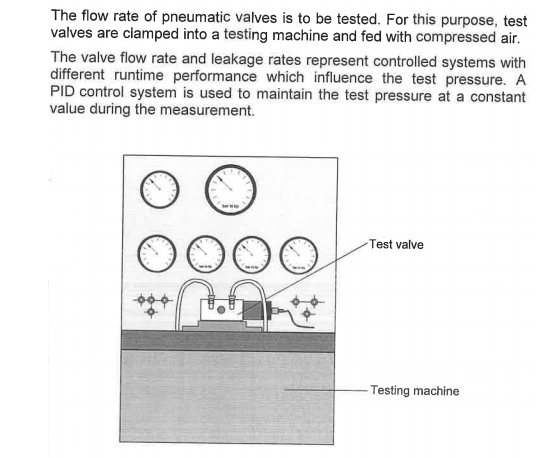 The flow rate of pneumatic valves is to be tested. For this purpose, test
valves are clamped into a testing machine and fed with compressed air.
The valve flow rate and leakage rates represent controlled systems with
different runtime performance which influence the test pressure. A
PID control system is used to maintain the test pressure at a constant
value during the measurement.
Test valve
Testing machine